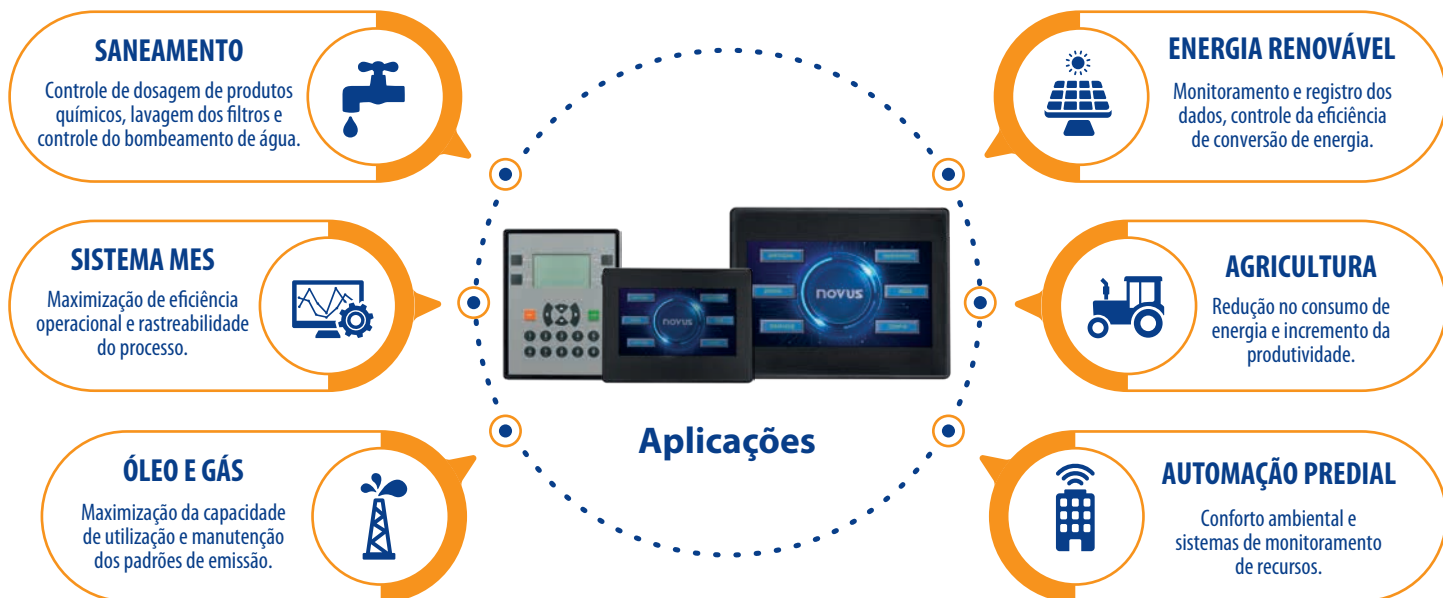 SANEAMENTO
Controle de dosagem de produtos
químicos, lavagem dos filtros e
controle do bombeamento de água.
SISTEMA MES
Maximização de eficiência
operacional e rastreabilidade
do processo.
ÓLEO E GÁS
Maximização da capacidade
de utilização e manutenção
dos padrões de emissão.
novus
novus
Aplicações
ENERGIA RENOVÁVEL
Monitoramento e registro dos
dados, controle da eficiência
de conversão de energia.
AGRICULTURA
Redução no consumo de
energia e incremento da
produtividade.
AUTOMAÇÃO PREDIAL
Conforto ambiental e
sistemas de monitoramento
de recursos.